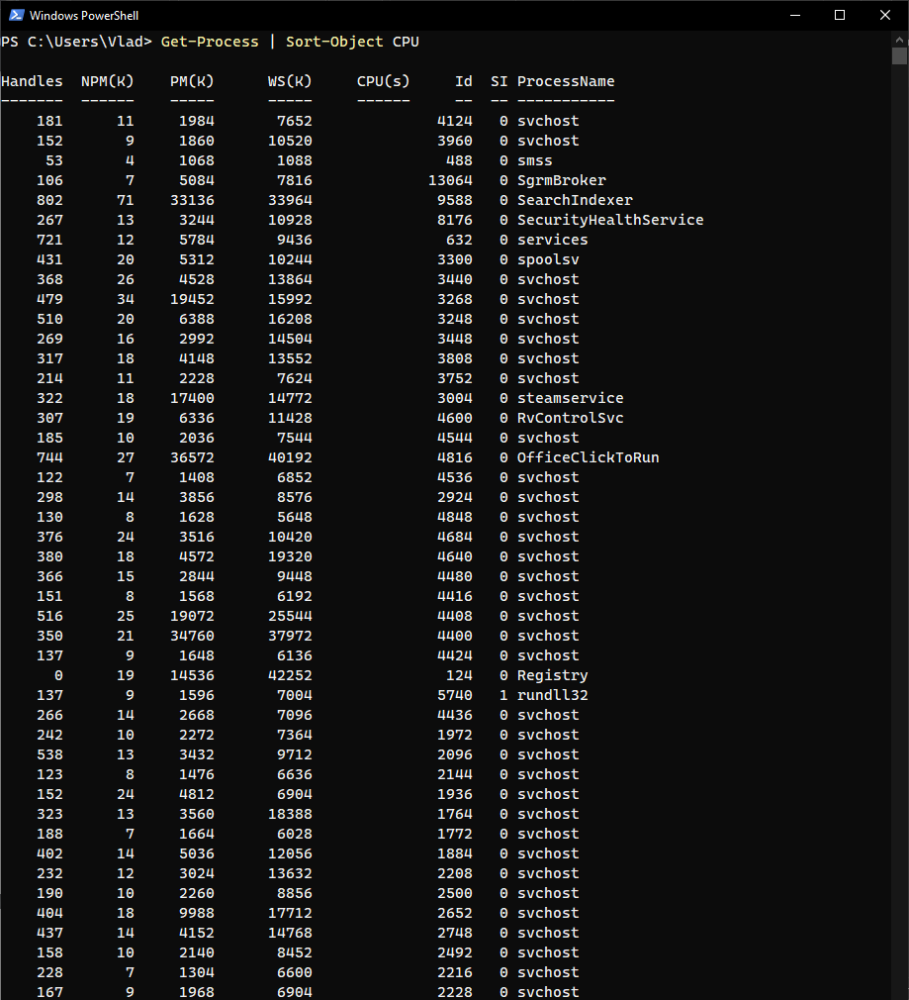 Windows PowerShell
PS C:\Users\Vlad> Get-Process | Sort-Object CPU
Handles NPM(K) PM(K) WS(K) CPU(s) Id SI ProcessName
------- ------ ----- ----- ------ -- -- -----------
181 11 1984 7652 4124 0 svchost
152 9 1860 10520 3960 0 svchost
53 4 1068 1088 488 0 smss
106 7 5084 7816 13064 0 SgrmBroker
802 71 33136 33964 9588 0 SearchIndexer
267 13 3244 10928 8176 0 SecurityHealthService
721 12 5784 9436 632 0 services
431 20 5312 10244 3300 0 spoolsv
368 26 4528 13864 3440 0 svchost
479 34 19452 15992 3268 0 svchost
510 20 6388 16208 3248 0 svchost
269 16 2992 14504 3448 0 svchost
317 18 4148 13552 3808 0 svchost
214 11 2228 7624 3752 0 svchost
322 18 17400 14772 3004 0 steamservice
307 19 6336 11428 4600 0 RvControlSvc
185 10 2036 7544 4544 0 svchost
744 27 36572 40192 4816 0 OfficeClickToRun
122 7 1408 6852 4536 0 svchost
298 14 3856 8576 2924 0 svchost
130 8 1628 5648 4848 0 svchost
376 24 3516 10420 4684 0 svchost
380 18 4572 19320 4640 0 svchost
366 15 2844 9448 4480 0 svchost
151 8 1568 6192 4416 0 svchost
516 25 19072 25544 4408 0 svchost
350 21 34760 37972 4400 0 svchost
137 9 1648 6136 4424 0 svchost
0 19 14536 42252 124 0 Registry
137 9 1596 7004 5740 1 rundll32
266 14 2668 7096 4436 0 svchost
242 10 2272 7364 1972 0 svchost
538 13 3432 9712 2096 0 svchost
123 8 1476 6636 2144 0 svchost
152 24 4812 6904 1936 0 svchost
323 13 3560 18388 1764 0 svchost
188 7 1664 6028 1772 0 svchost
402 14 5036 12056 1884 0 svchost
232 12 3024 13632 2208 0 svchost
190 10 2260 8856 2500 0 svchost
404 18 9988 17712 2652 0 svchost
437 14 4152 14768 2748 0 svchost
158 10 2140 8452 2492 0 svchost
228 7 1304 6600 2216 0 svchost
167 9 1968 6904 2228 0 svchost